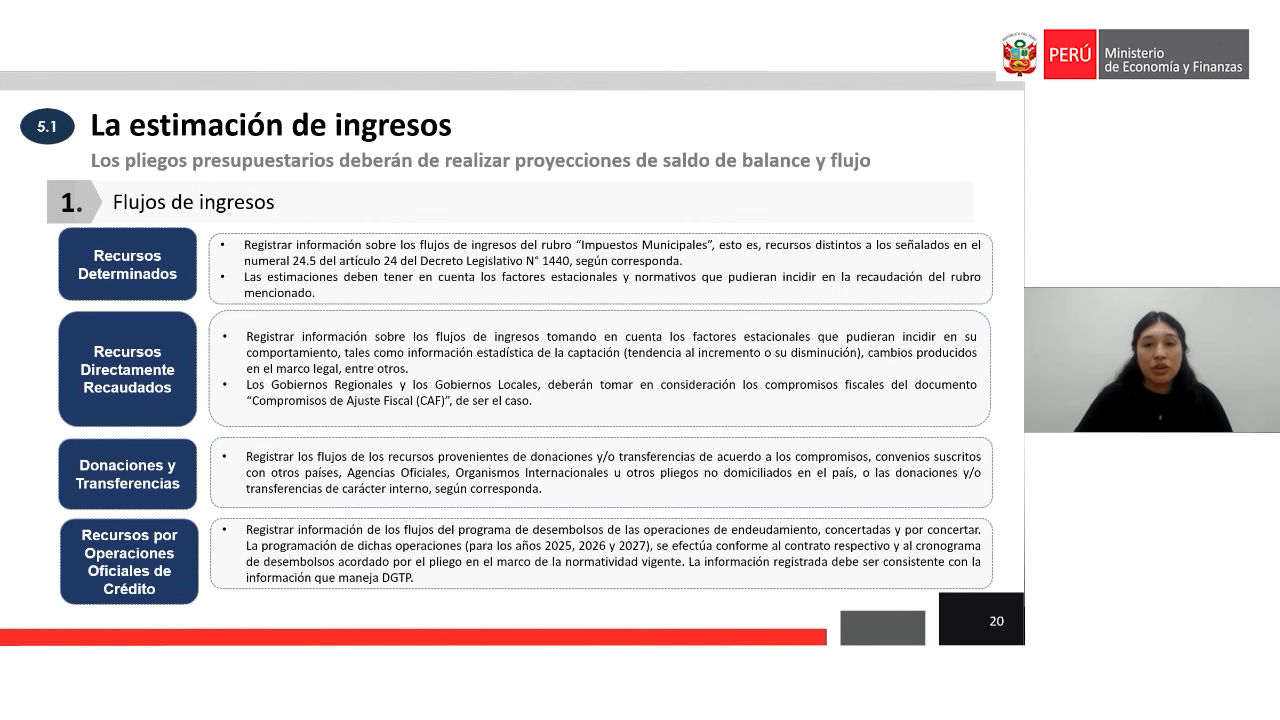 REPÚBLICA DEL PERÚ
PERÚ
Ministerio
de Economía y Finanzas
5.1
La estimación de ingresos
Los pliegos presupuestarios deberán de realizar proyecciones de saldo de balance y flujo
1.
Flujos de ingresos
Recursos
Determinados
• Registrar información sobre los flujos de ingresos del rubro “Impuestos Municipales”, esto es, recursos distintos a los señalados en el
numeral 24.5 del artículo 24 del Decreto Legislativo N° 1440, según corresponda.
• Las estimaciones deben tener en cuenta los factores estacionales y normativos que pudieran incidir en la recaudación del rubro
mencionado.
Recursos
Directamente
Recaudados
• Registrar información sobre los flujos de ingresos tomando en cuenta los factores estacionales que pudieran incidir en su
comportamiento, tales como información estadística de la captación (tendencia al incremento o su disminución), cambios producidos
en el marco legal, entre otros.
• Los Gobiernos Regionales y los Gobiernos Locales, deberán tomar en consideración los compromisos fiscales del documento
“Compromisos de Ajuste Fiscal (CAF)”, de ser el caso.
Donaciones y
Transferencias
• Registrar los flujos de los recursos provenientes de donaciones y/o transferencias de acuerdo a los compromisos, convenios suscritos
con otros países, Agencias Oficiales, Organismos Internacionales u otros pliegos no domiciliados en el país, o las donaciones y/o
transferencias de carácter interno, según corresponda.
Recursos por
Operaciones
Oficiales de
Crédito
• Registrar información de los flujos del programa de desembolsos de las operaciones de endeudamiento, concertadas y por concertar.
La programación de dichas operaciones (para los años 2025, 2026 y 2027), se efectúa conforme al contrato respectivo y al cronograma
de desembolsos acordado por el pliego en el marco de la normatividad vigente. La información registrada debe ser consistente con la
información que maneja DGTP.
20